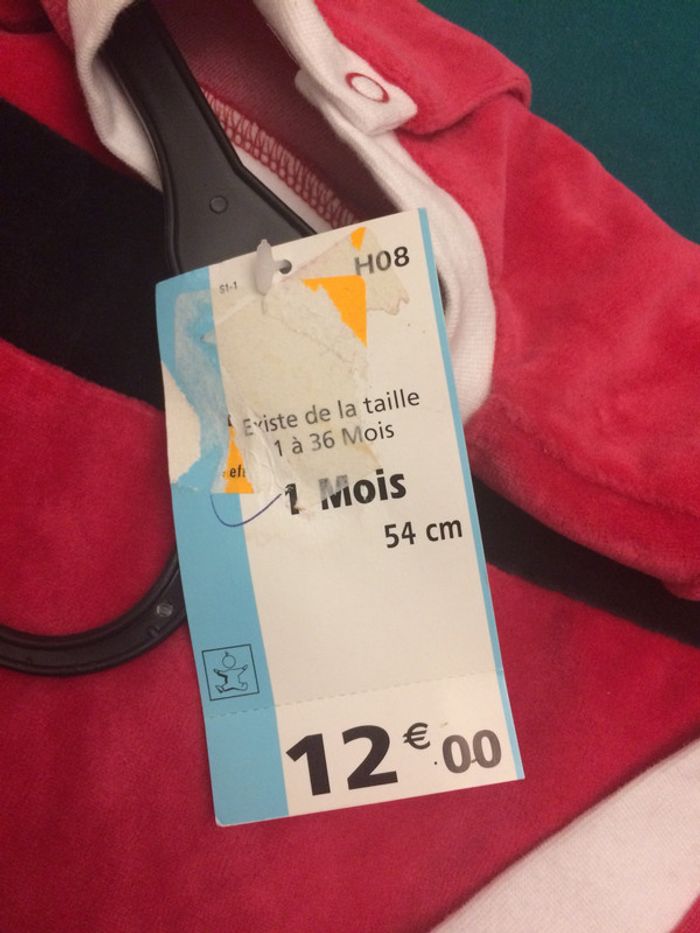 S1-1
H08
Existe de la taille
1 à 36 Mois
1 Mois
54 cm
12 € .00